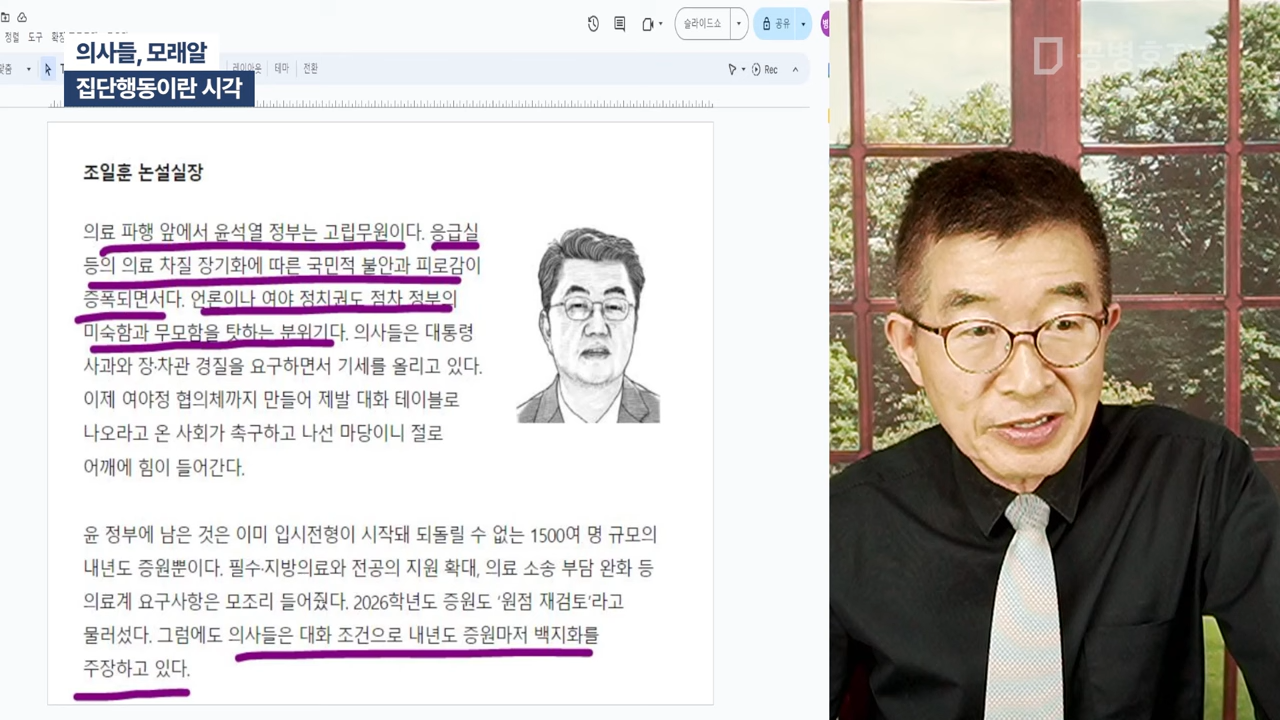 정렬 도구
슬라이드쇼
공유
의사들, 모래알
집단행동이란 시각
레이아웃 테마 전환
Rec
공병호TV
조일훈 논설실장
의료 파행 앞에서 윤석열 정부는 고립무원이다. 응급실
등의 의료 차질 장기화에 따른 국민적 불안과 피로감이
증폭되면서다. 언론이나 여야 정치권도 점차 정부의
미숙함과 무모함을 탓하는 분위기다. 의사들은 대통령
사과와 장·차관 경질을 요구하면서 기세를 올리고 있다.
이제 여야정 협의체까지 만들어 제발 대화 테이블로
나오라고 온 사회가 촉구하고 나선 마당이니 절로
어깨에 힘이 들어간다.
윤 정부에 남은 것은 이미 입시전형이 시작돼 되돌릴 수 없는 1500여 명 규모의
내년도 증원뿐이다. 필수·지방의료와 전공의 지원 확대, 의료 소송 부담 완화 등
의료계 요구사항은 모조리 들어줬다. 2026학년도 증원도 ‘원점 재검토’라고
물러섰다. 그럼에도 의사들은 대화 조건으로 내년도 증원마저 백지화를
주장하고 있다.